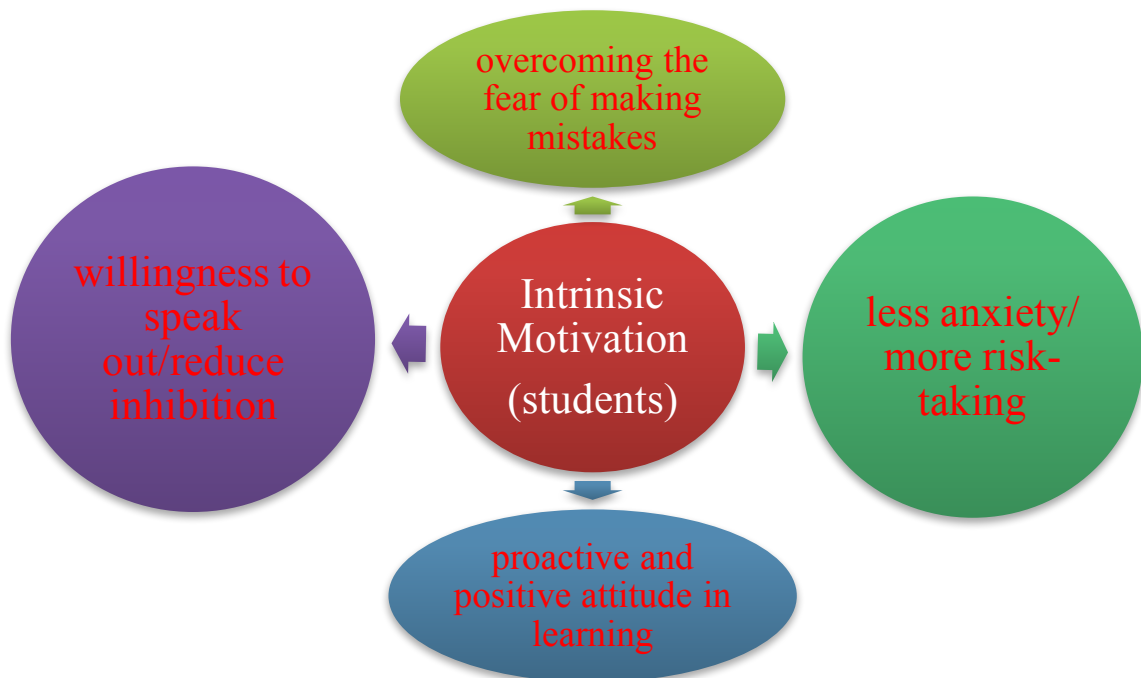 overcoming the
fear of making
mistakes
willingness to
speak
out/reduce
inhibition
Intrinsic
Motivation
(students)
less anxiety/
more risk-
taking
proactive and
positive attitude in
learning